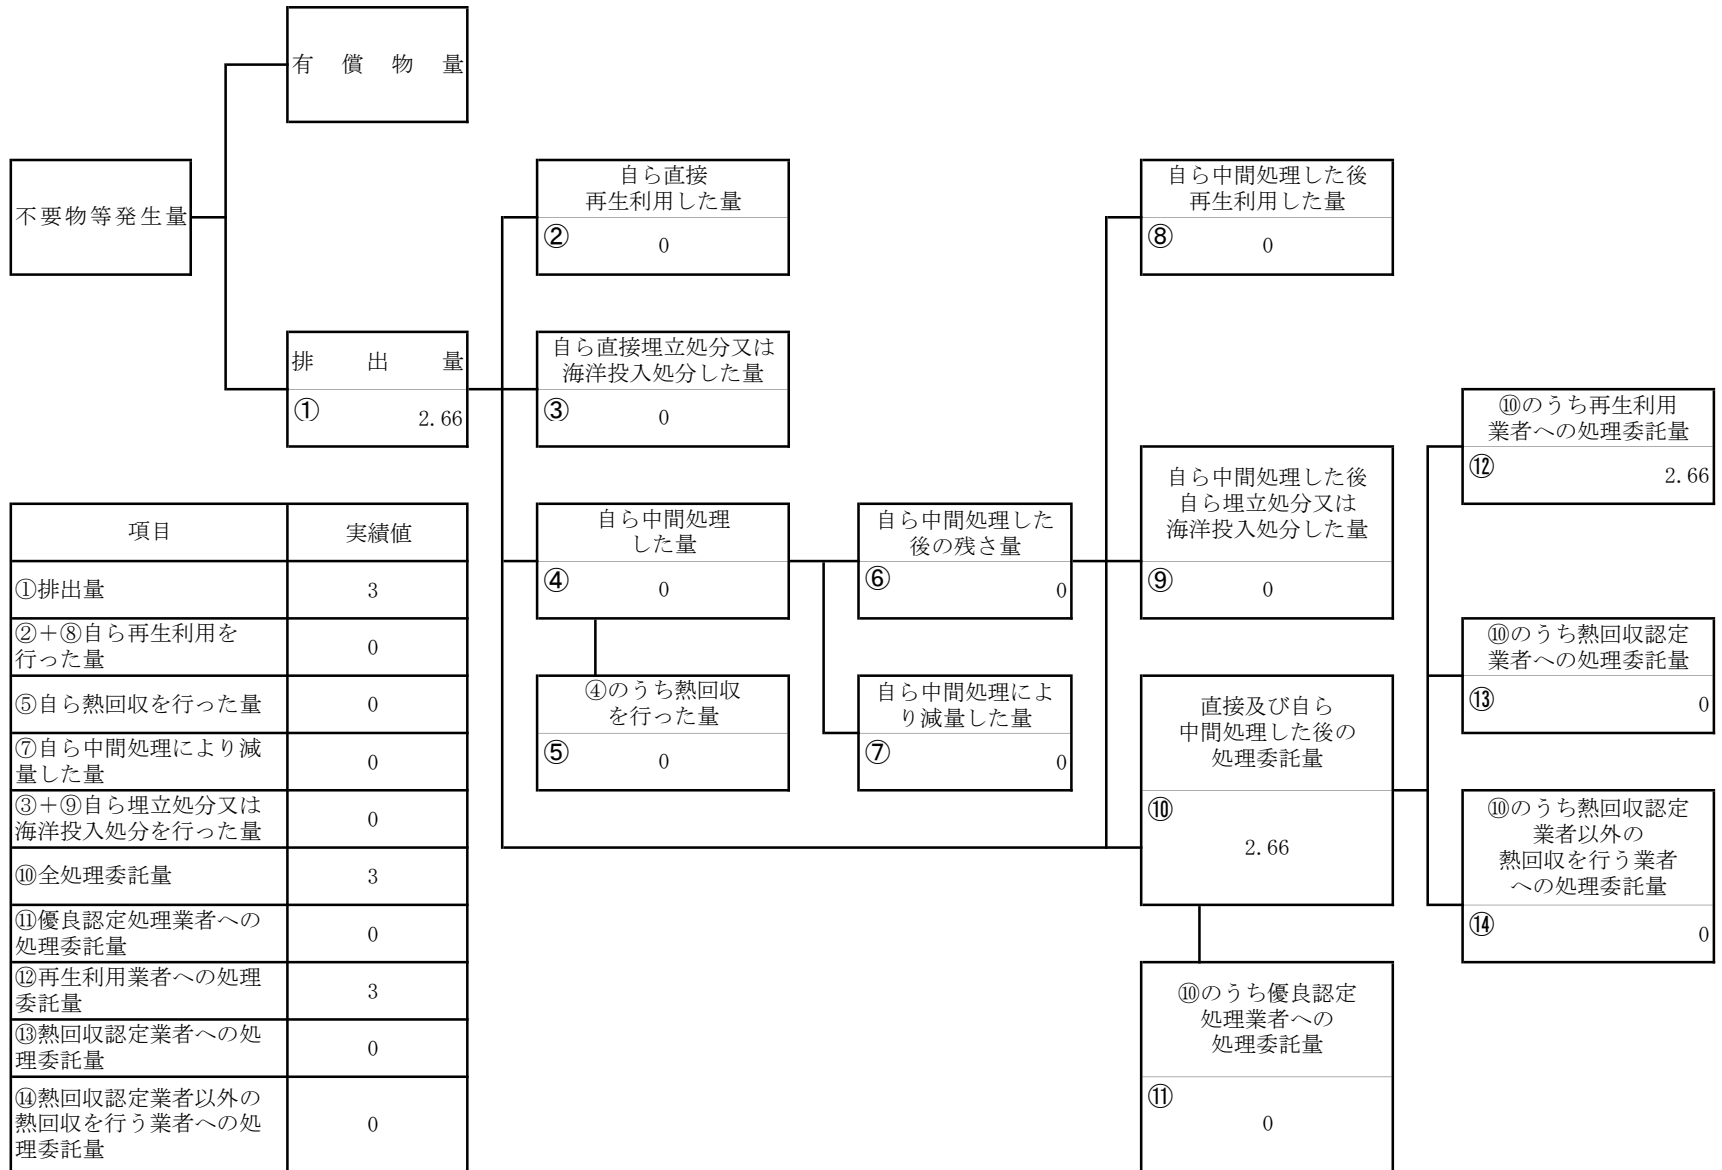 有償物量
不要物等発生量
排出量
①
2.66
自ら直接
再生利用した量
②
0
自ら直接埋立処分又は
海洋投入処分した量
③
0
自ら中間処理
した量
④
0
④のうち熱回収
を行った量
⑤
0
自ら中間処理した
後の残さ量
⑥
0
自ら中間処理によ
り減量した量
⑦
0
自ら中間処理した後
再生利用した量
⑧
0
自ら中間処理した後
自ら埋立処分又は
海洋投入処分した量
⑨
0
直接及び自ら
中間処理した後の
処理委託量
⑩
2.66
⑩のうち優良認定
処理業者への
処理委託量
⑪
0
⑩のうち再生利用
業者への処理委託量
⑫
2.66
⑩のうち熱回収認定
業者への処理委託量
⑬
0
⑩のうち熱回収認定
業者以外の
熱回収を行う業者
への処理委託量
⑭
0
項目 実績値
①排出量 3
②+⑧自ら再生利用を
行った量 0
⑤自ら熱回収を行った量 0
⑦自ら中間処理により減
量した量 0
③+⑨自ら埋立処分又は
海洋投入処分を行った量 0
⑩全処理委託量 3
⑪優良認定処理業者への
処理委託量 0
⑫再生利用業者への処理
委託量 3
⑬熱回収認定業者への処
理委託量 0
⑭熱回収認定業者以外の
熱回収を行う業者への処
理委託量 0